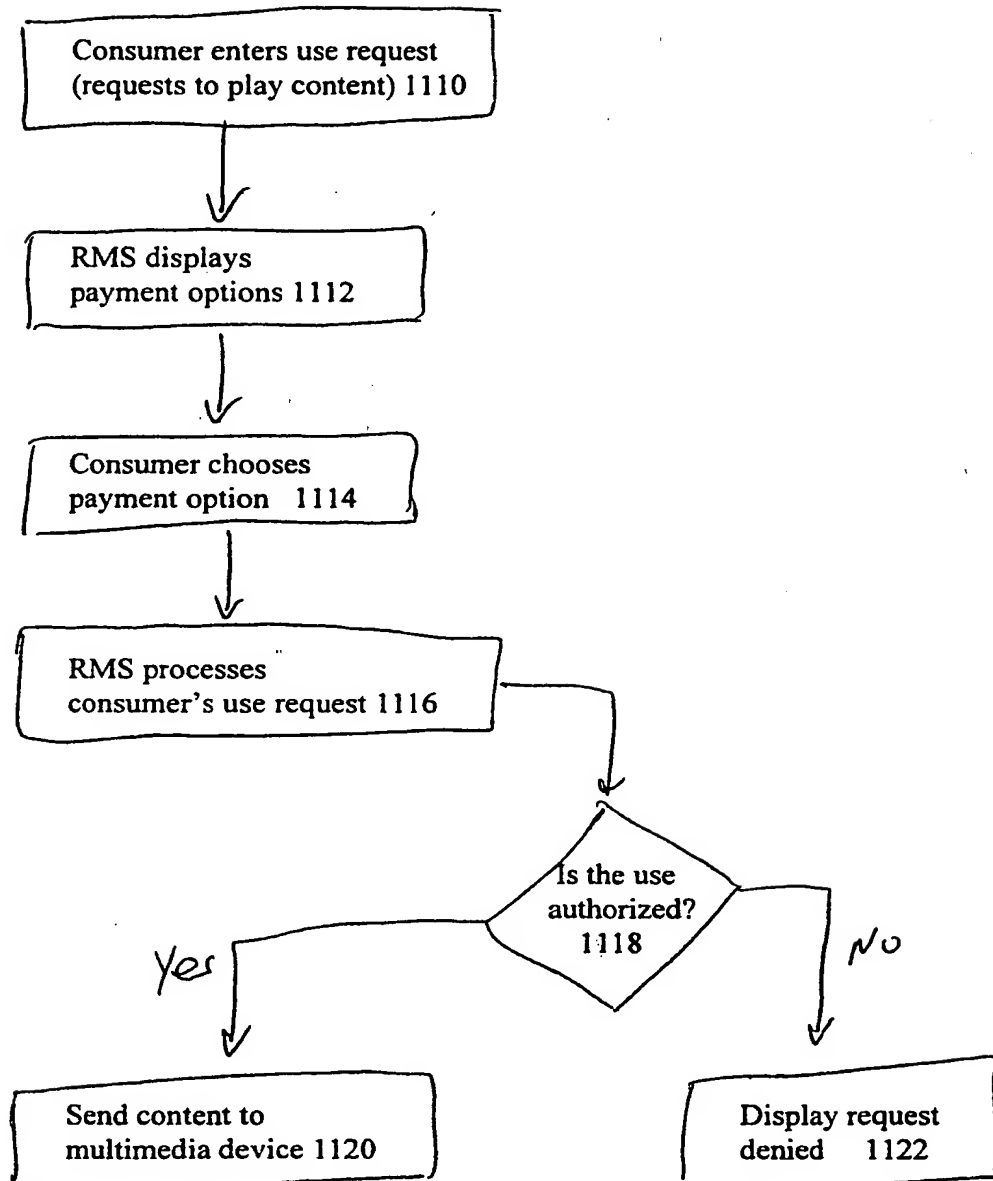 Consumer enters use request
(requests to play content) 1110
RMS displays
payment options 1112
Consumer chooses
payment option 1114
RMS processes
consumer's use request 1116
Is the use
authorized?
1118
Yes
No
Send content to
multimedia device 1120
Display request
denied 1122